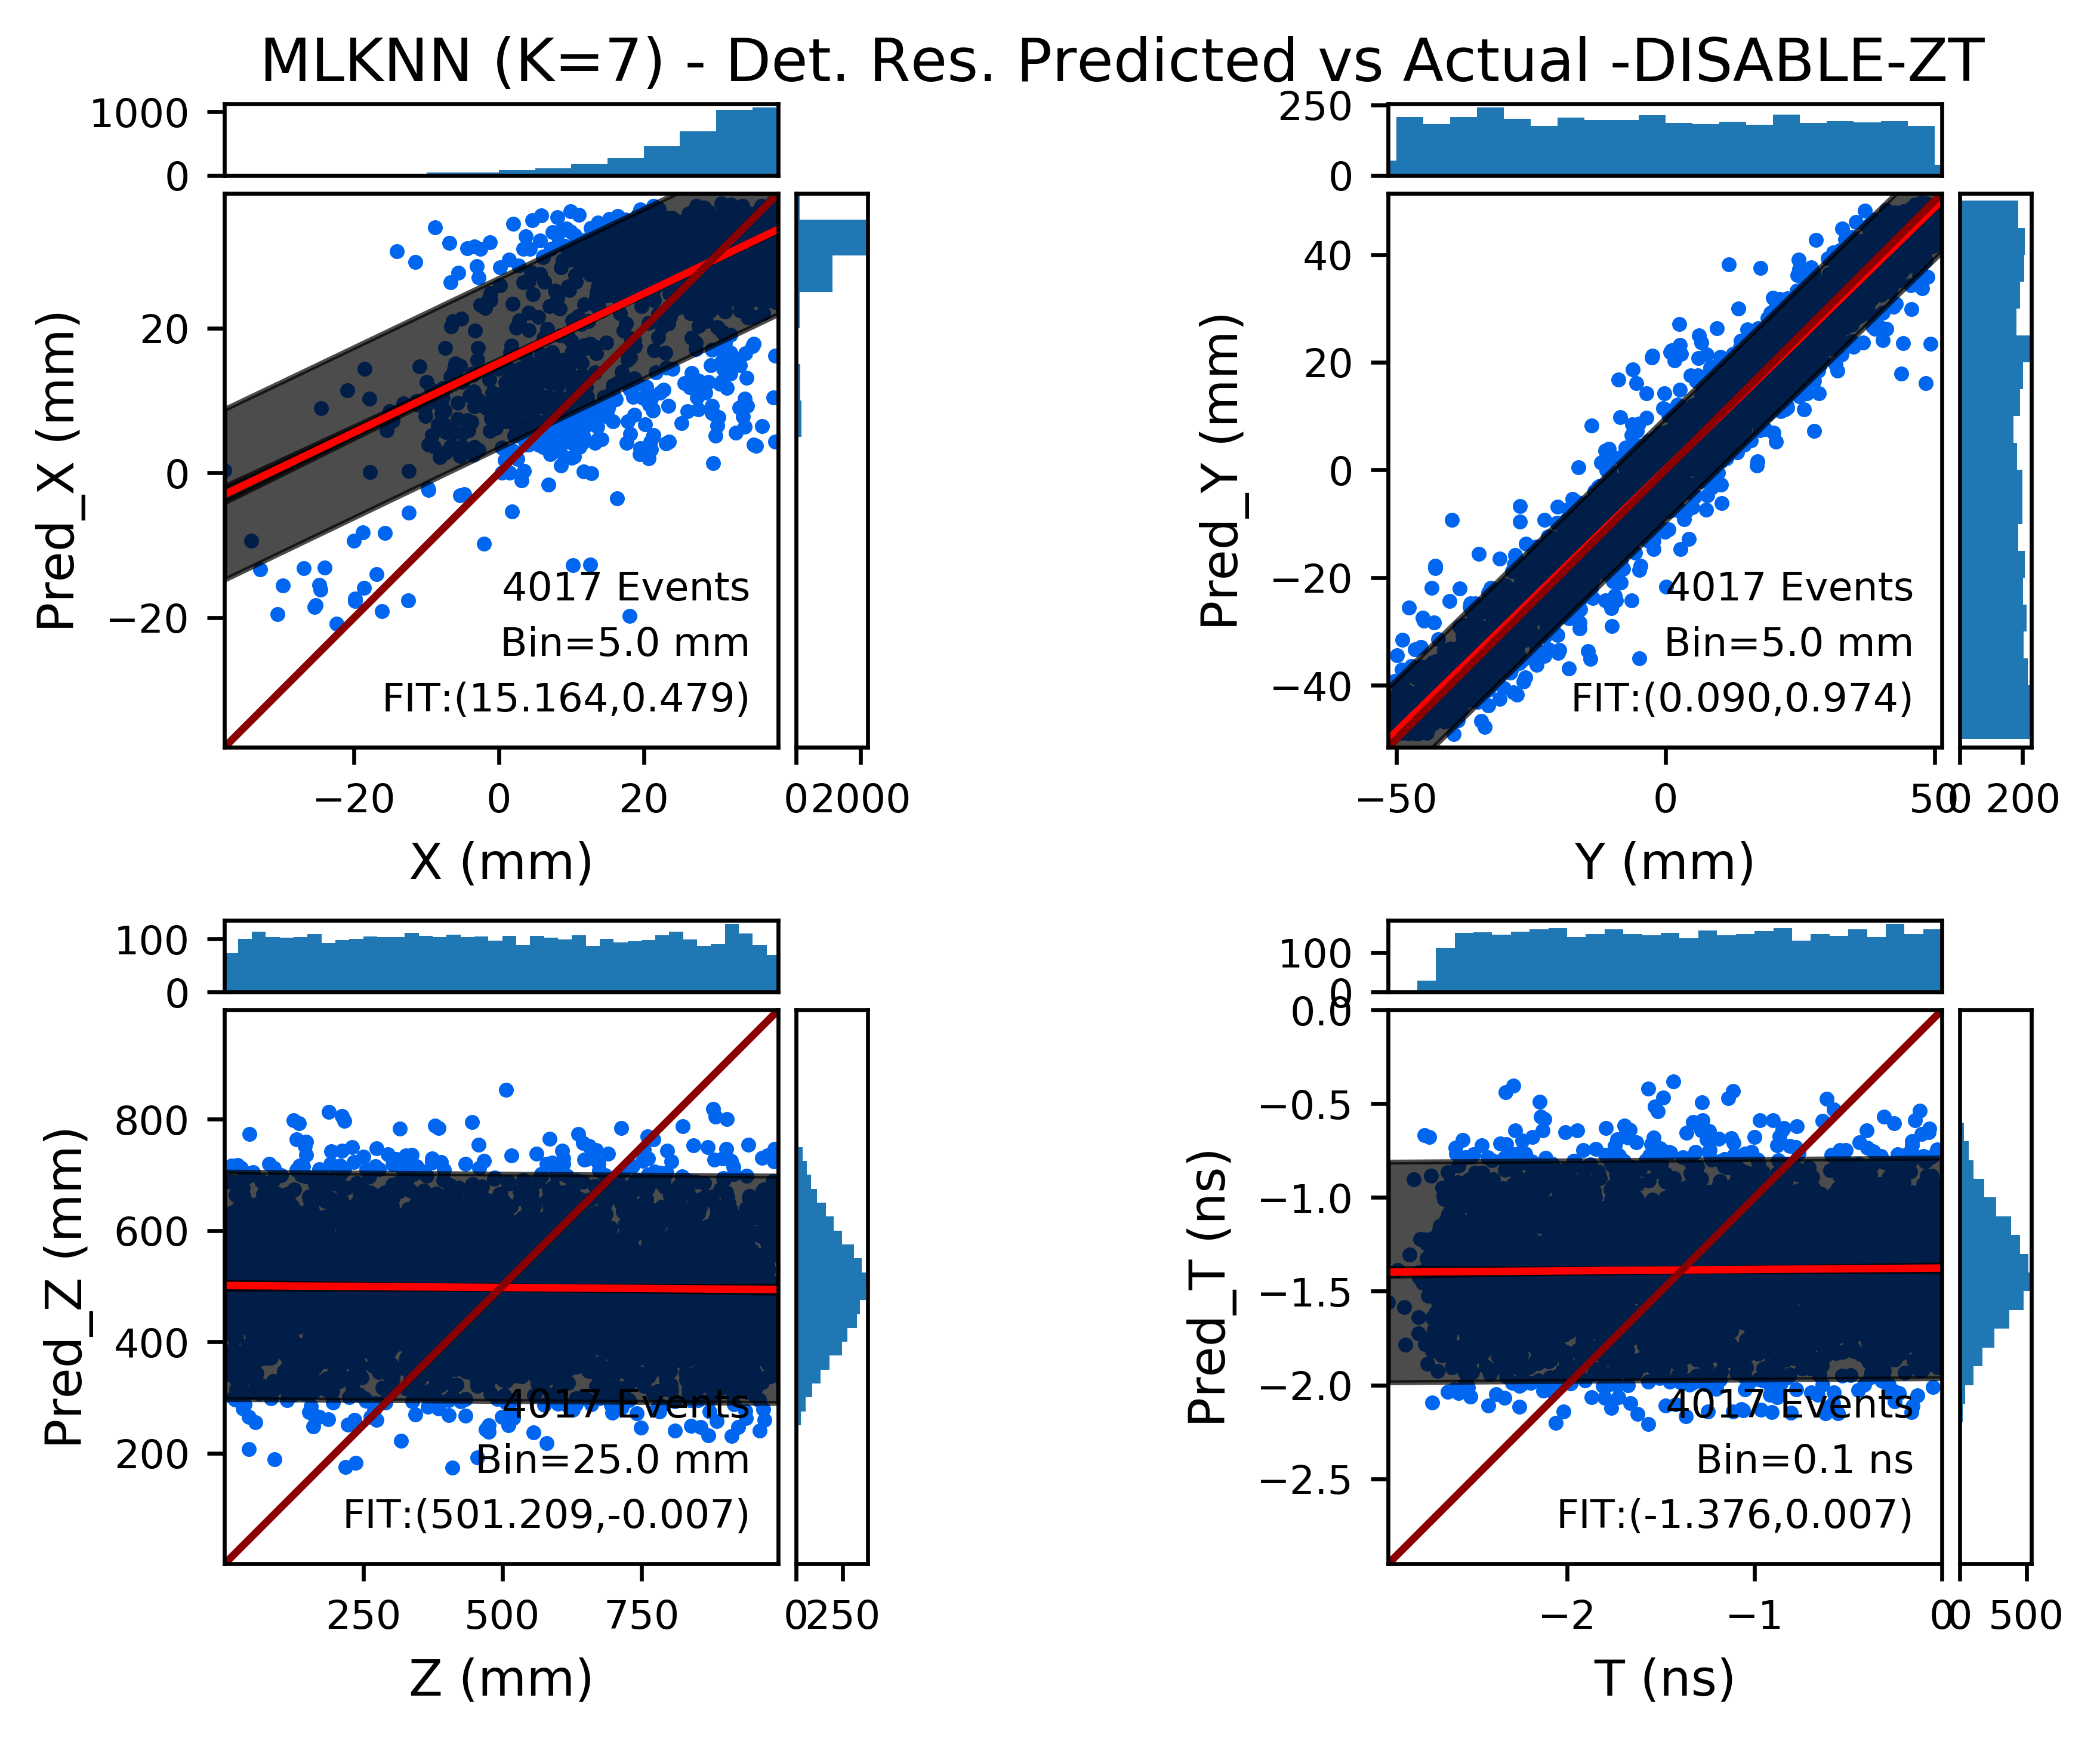 MLKNN (K=7) - Det. Res. Predicted vs Actual -DISABLE-ZT
1000
0
Pred_X (mm)
20
0
−20
4017 Events
Bin=5.0 mm
FIT:(15.164,0.479)
−20 0 20
0 2000
X (mm)
250
0
Pred_Y (mm)
40
20
0
−20
−40
4017 Events
Bin=5.0 mm
FIT:(0.090,0.974)
−50 0 50
0 200
Y (mm)
100
0
Pred_Z (mm)
800
600
400
200
4017 Events
Bin=25.0 mm
FIT:(501.209,-0.007)
250 500 750
0 250
Z (mm)
100
0
Pred_T (ns)
0.0
−0.5
−1.0
−1.5
−2.0
−2.5
4017 Events
Bin=0.1 ns
FIT:(-1.376,0.007)
−2 −1 0
0 500
T (ns)